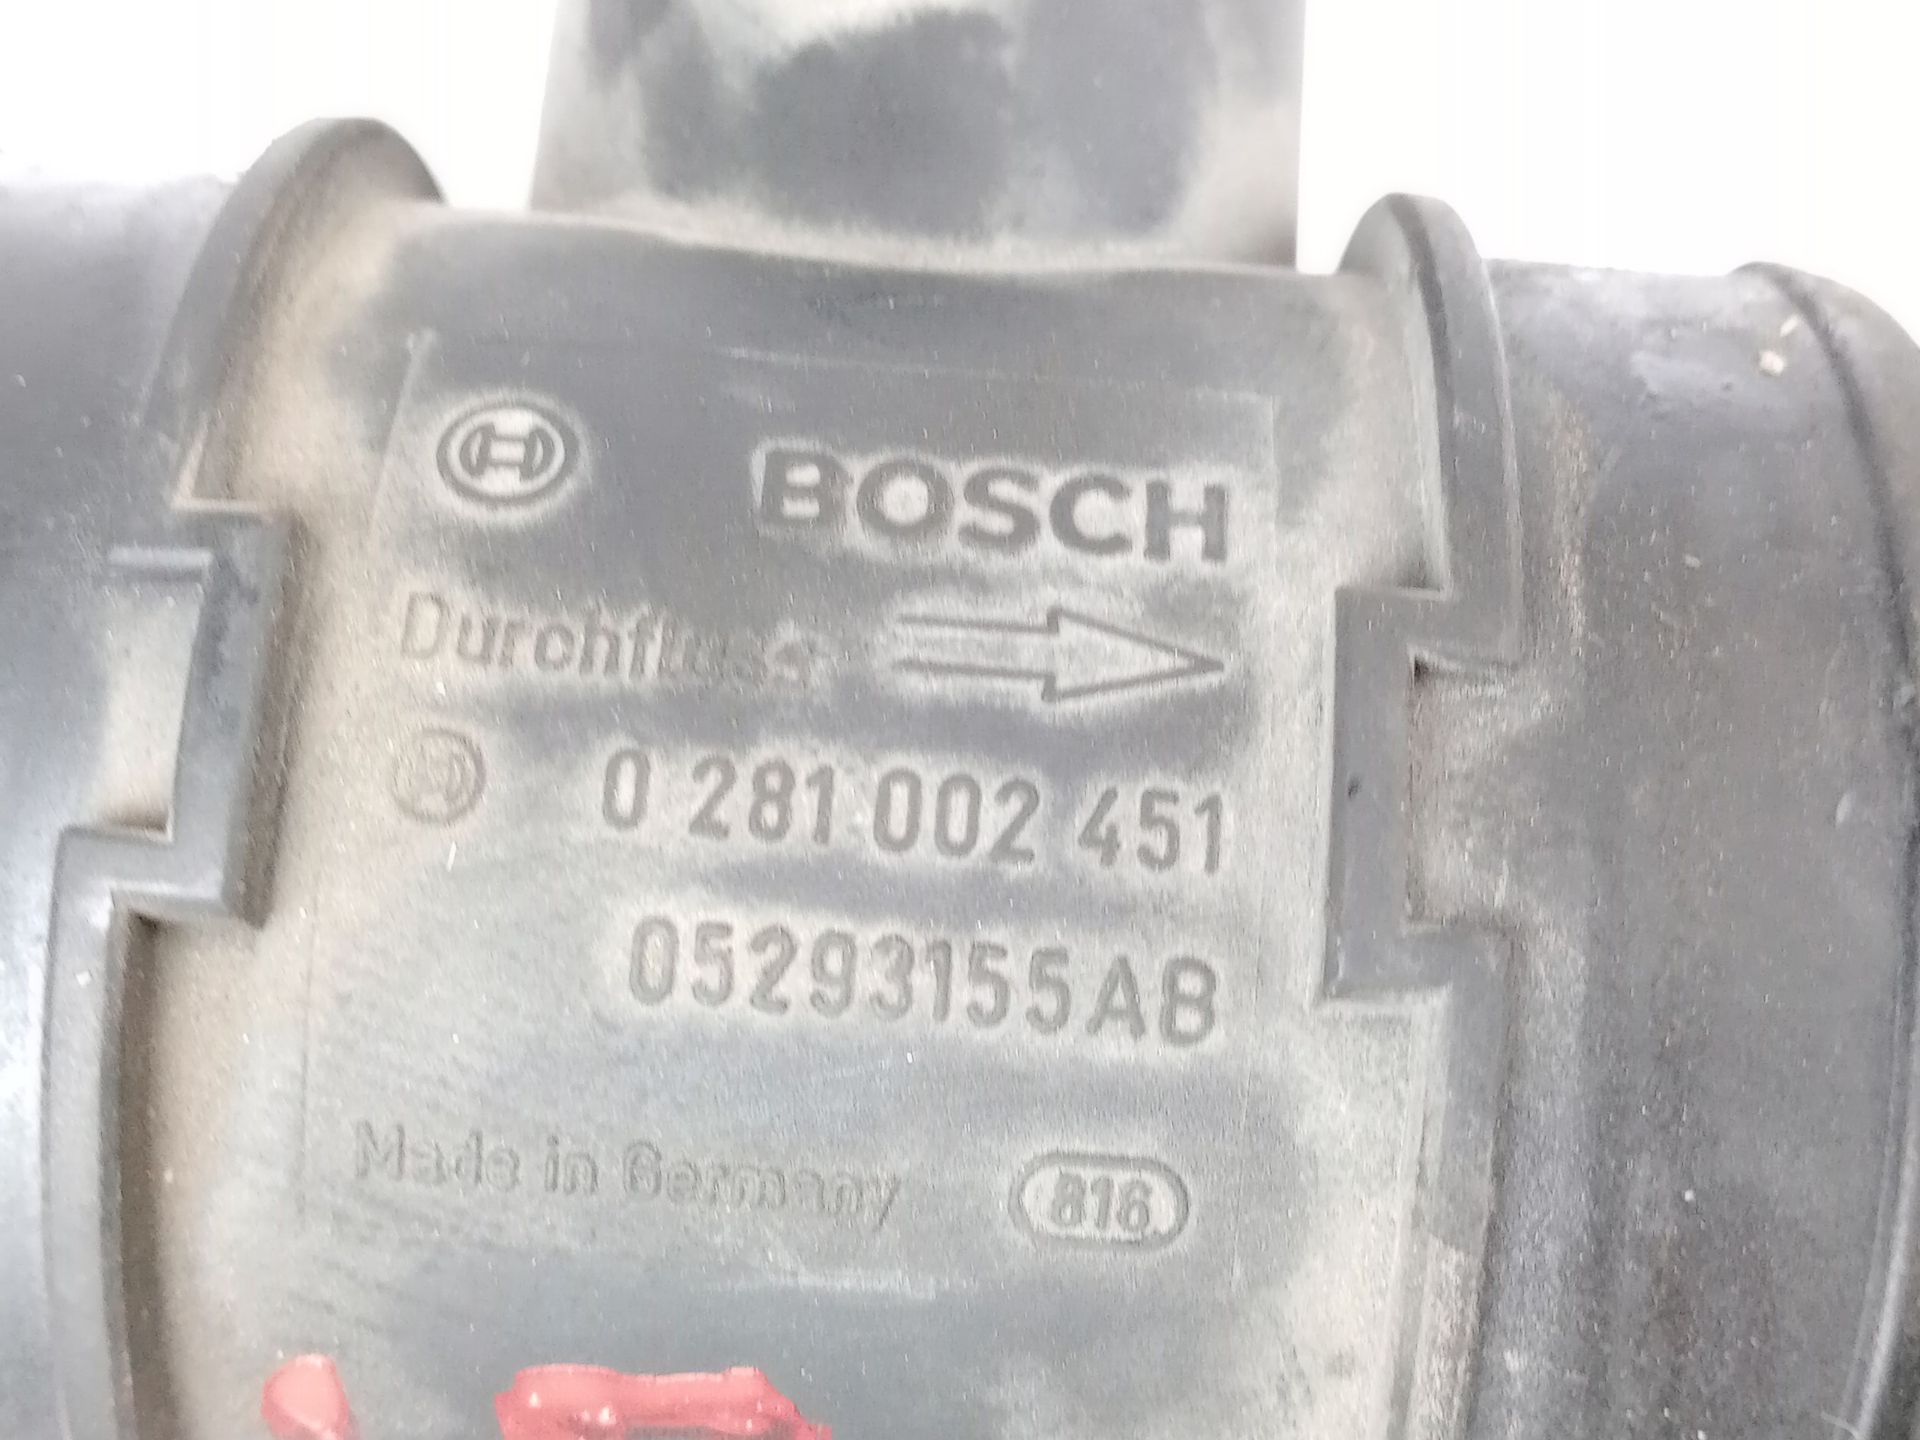 BOSCH
Durchfluss
0 281 002 451
05293155AB
Made in Germany 816